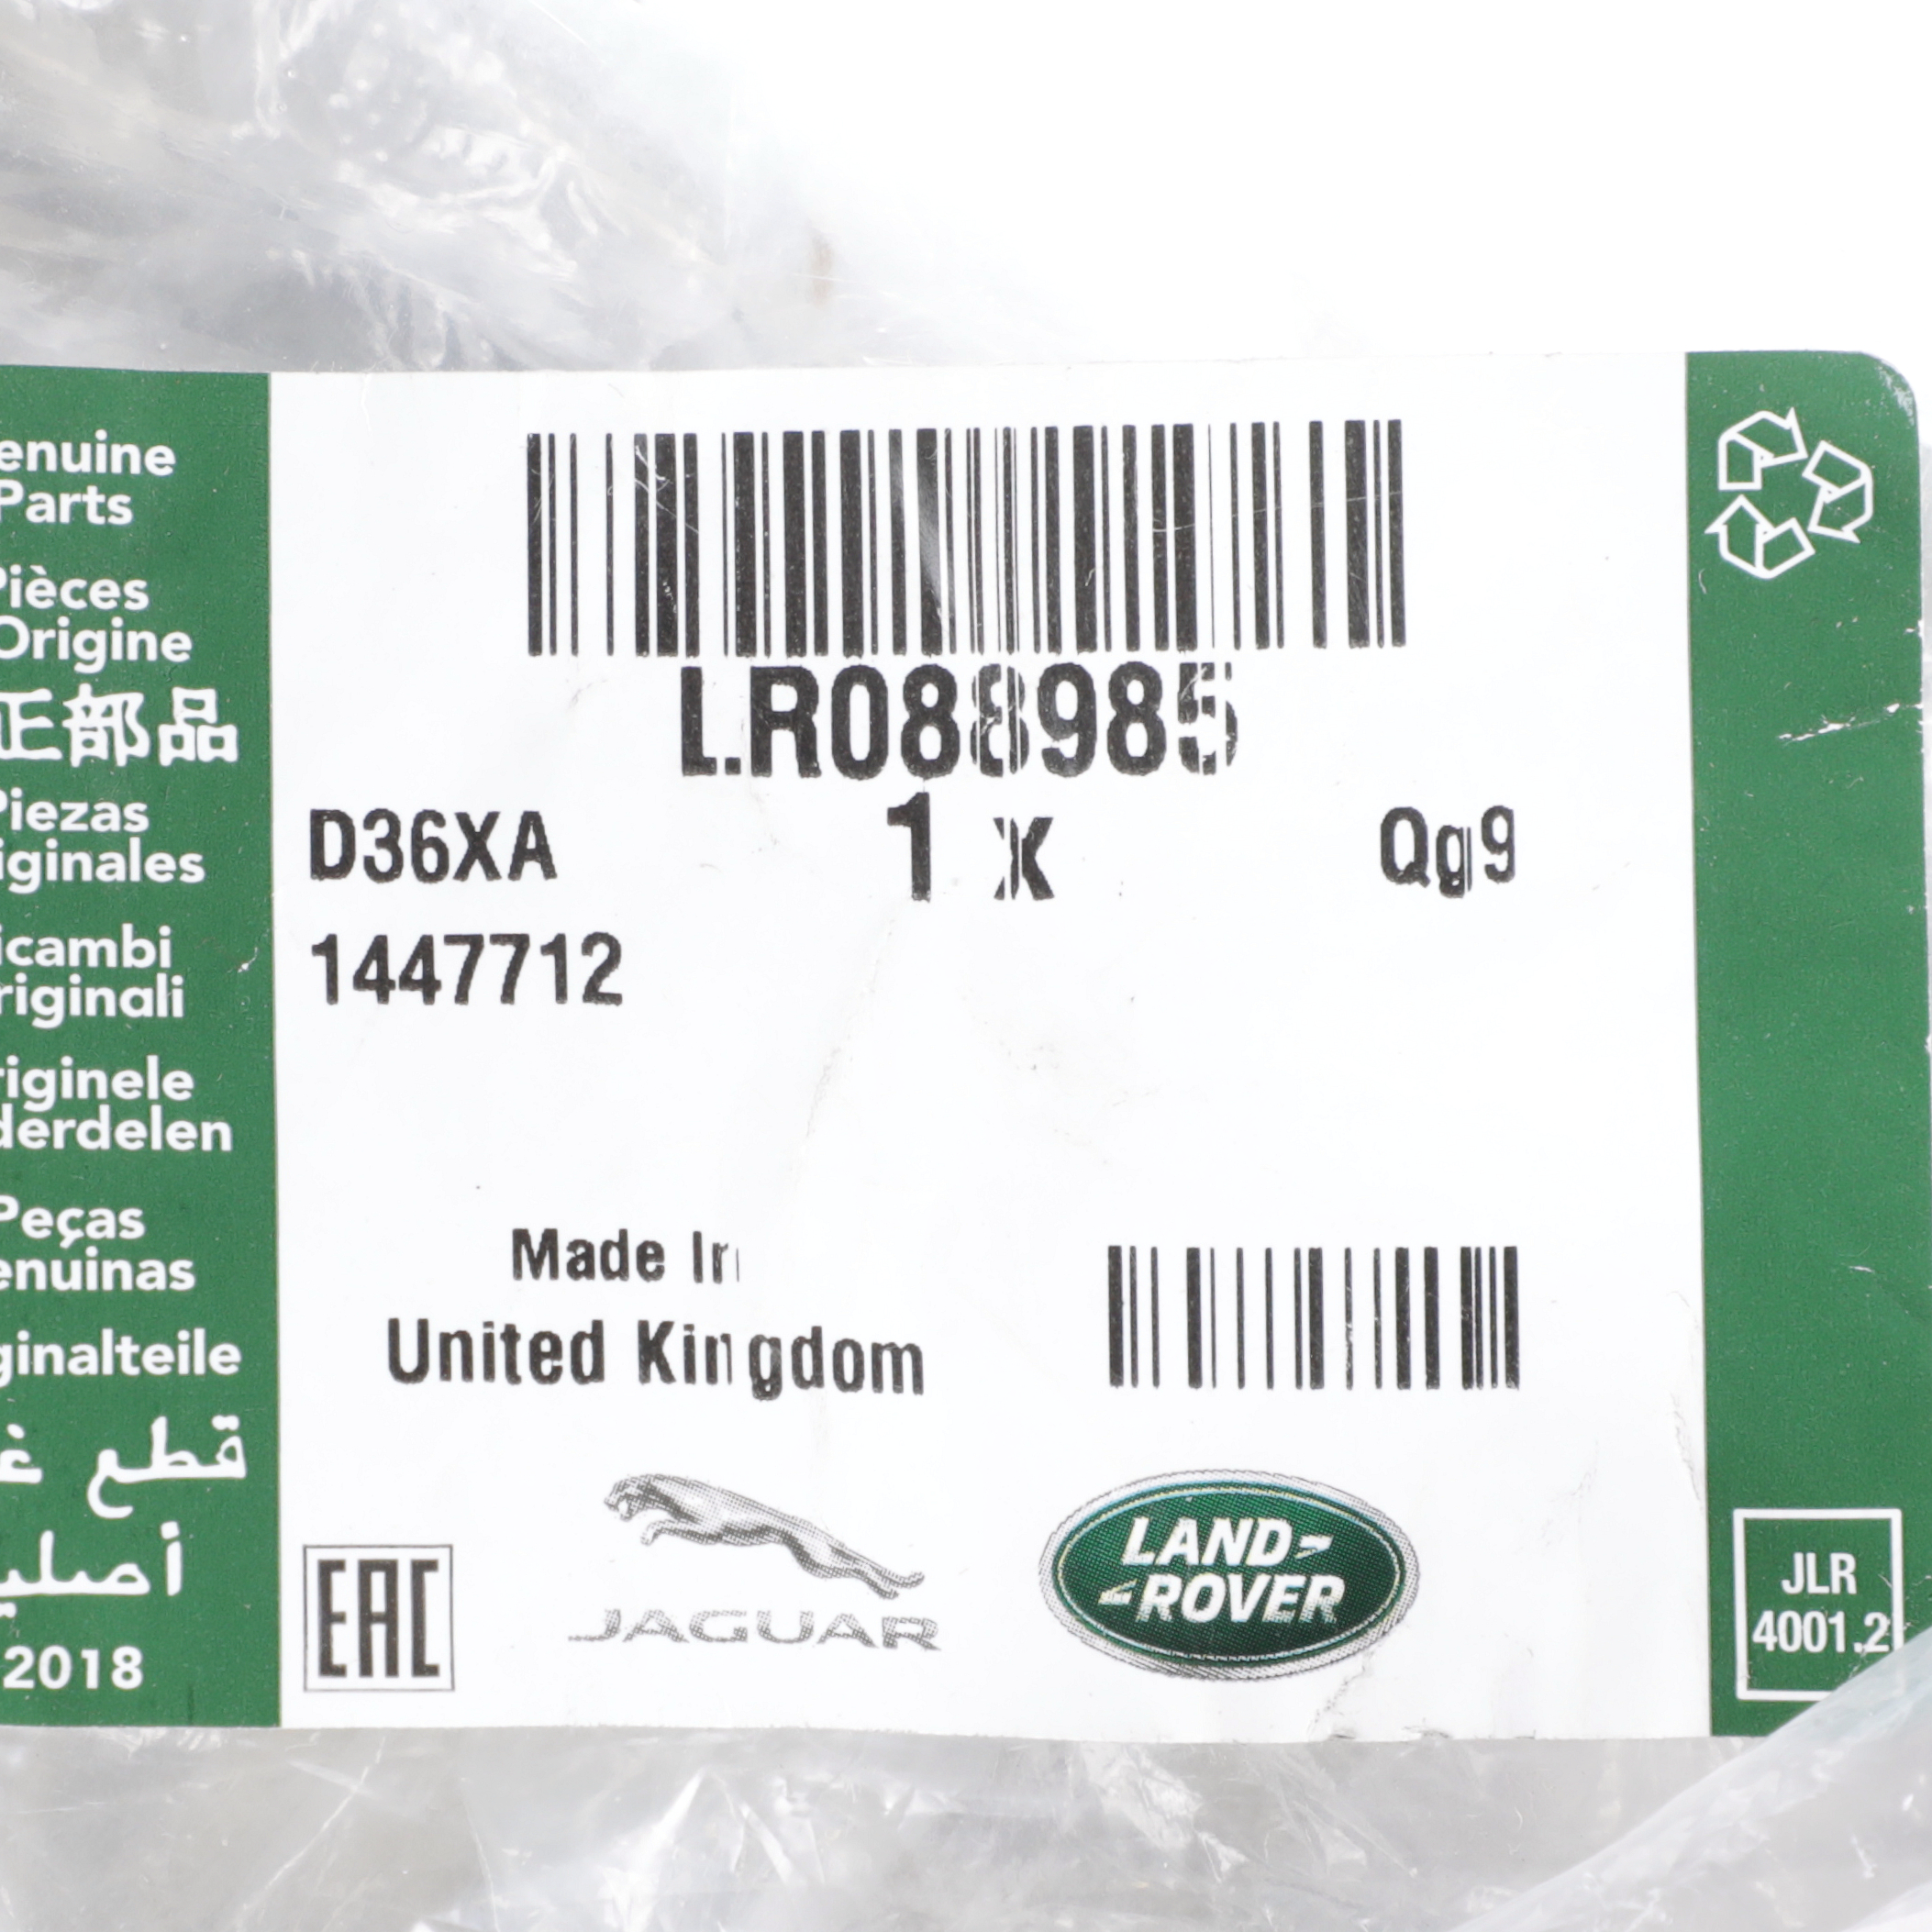 enuine
Parts
Pièces
Origine
正部品
Piezas
iginales
icambi
riginali
riginele
derdelen
Peças
enuinas
ginalteile
قطع غ
أصلي
2018
LR088985
D36XA 1 x Qg9
1447712
Made In
United Kingdom
EAC
JAGUAR
LAND-
-ROVER
JLR
4001.2